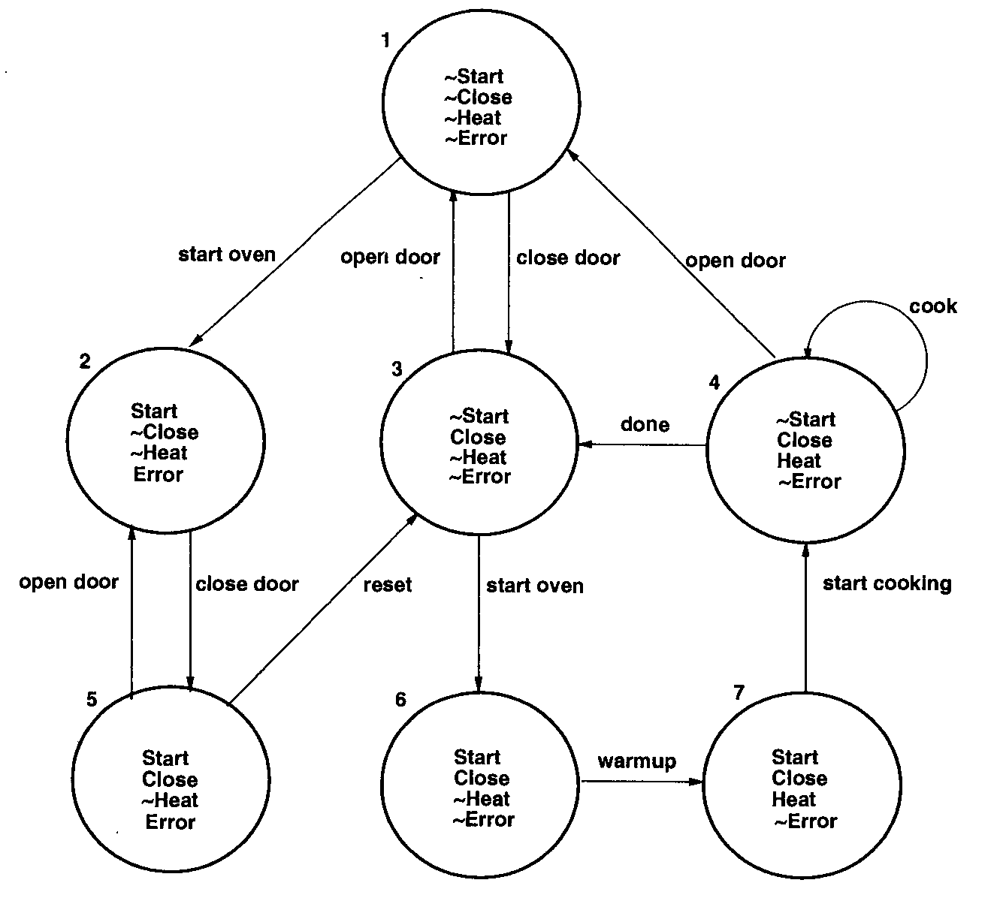 1
~Start
~Close
~Heat
~Error
start oven
open door
close door
open door
cook
2
Start
~Close
~Heat
Error
3
~Start
Close
~Heat
~Error
done
4
~Start
Close
Heat
~Error
open door
close door
reset
start oven
start cooking
5
Start
Close
~Heat
Error
6
Start
Close
~Heat
~Error
warmup
7
Start
Close
Heat
~Error